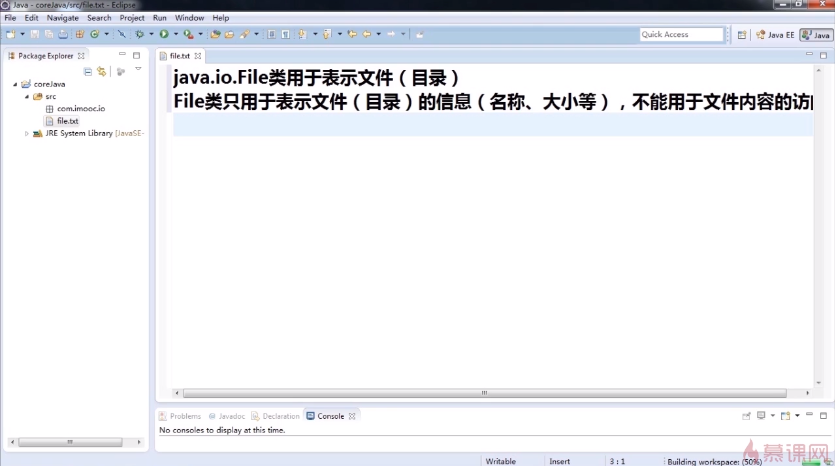 Java - coreJava/src/file.txt - Eclipse
File Edit Navigate Search Project Run Window Help
Quick Access
Java EE
Java
Package Explorer
file.txt
coreJava
src
com.imooc.io
file.txt
JRE System Library [JavaSE-
java.io.File类用于表示文件（目录）
File类只用于表示文件（目录）的信息（名称、大小等），不能用于文件内容的访
Problems Javadoc Declaration Console
No consoles to display at this time.
Writable Insert 3 : 1 Building workspace: (50%)
慕课网